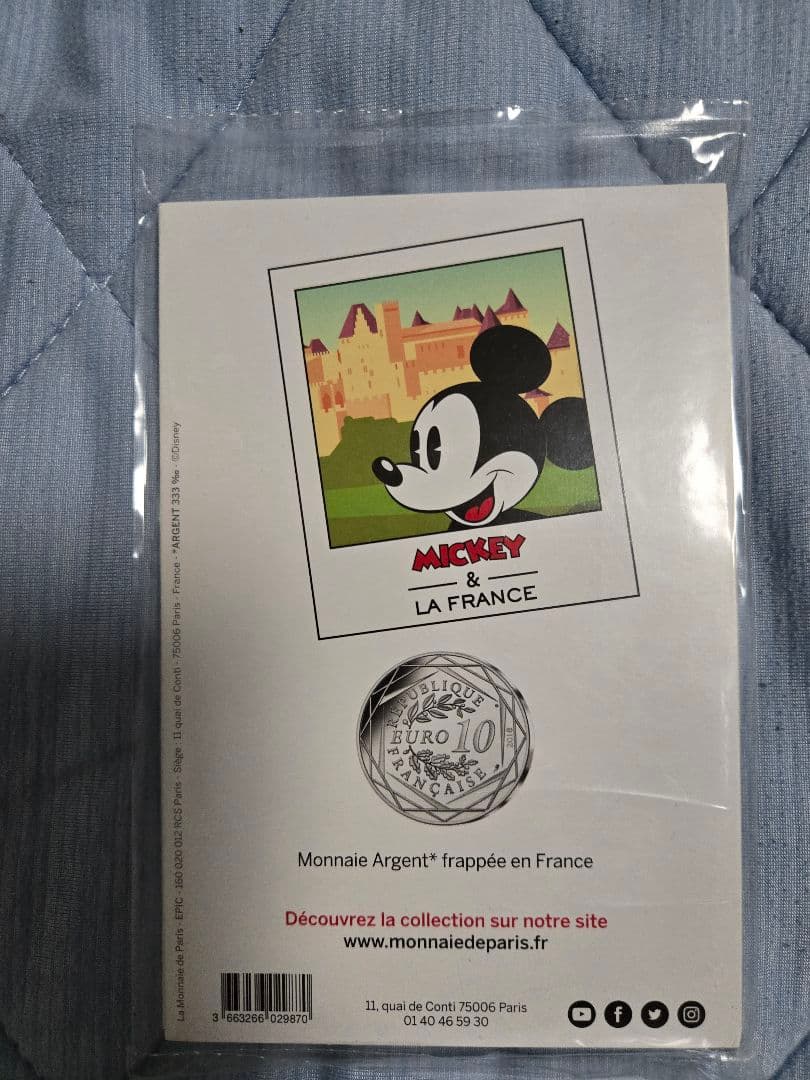 MICKEY
&
LA FRANCE
RÉPUBLIQUE
EURO 10
2018
FRANÇAISE
Monnaie Argent* frappée en France
Découvrez la collection sur notre site
www.monnaiedeparis.fr
3 663266 029870
11, quai de Conti 75006 Paris
01 40 46 59 30
La Monnaie de Paris - EPIC - 160 020 012 RCS Paris - Siège : 11 quai de Conti - 75006 Paris - France - *ARGENT 333 ‰ - ©Disney